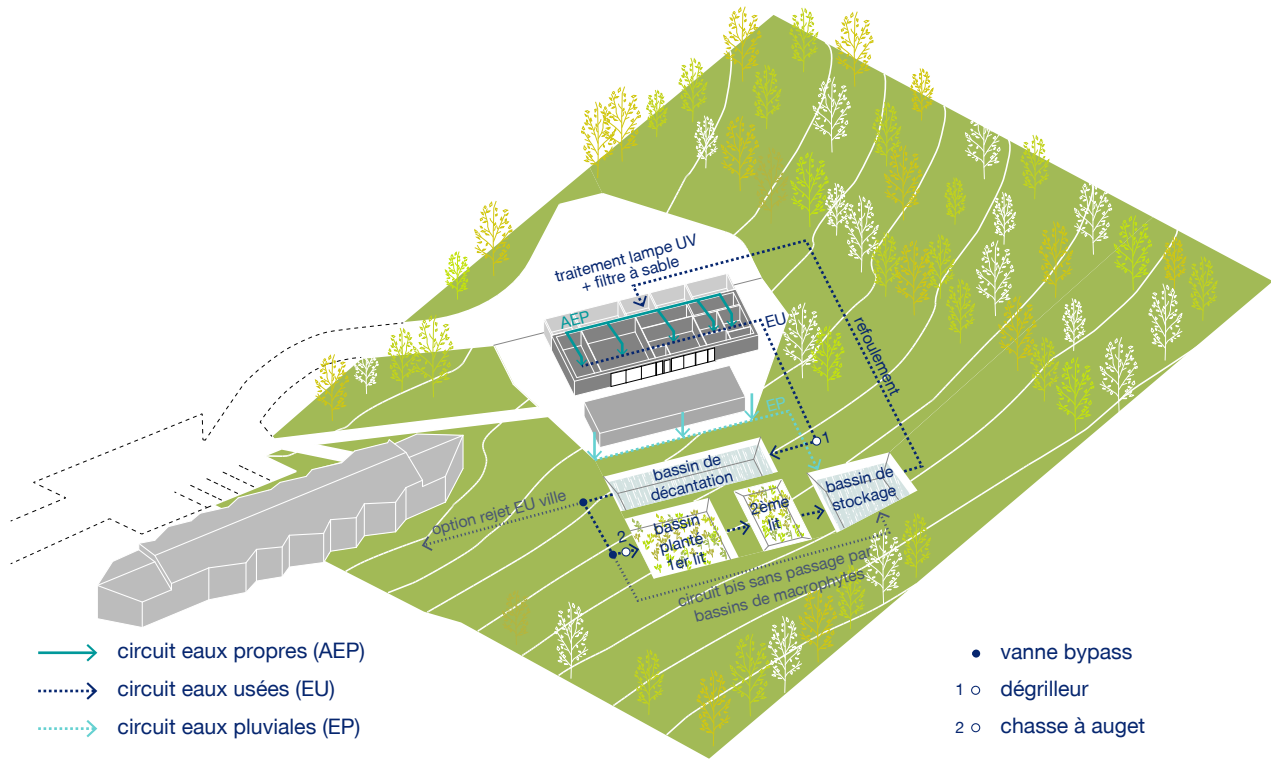 traitement lampe UV
+ filtre à sable
AEP
EU
refoulement
EP
1
bassin de
décantation
bassin de
stockage
2ème
lit
option rejet EU ville
2
bassin
planté
1er lit
circuit bis sans passage par
bassins de macrophytes
circuit eaux propres (AEP)
circuit eaux usées (EU)
circuit eaux pluviales (EP)
vanne bypass
1 dégrilleur
2 chasse à auget